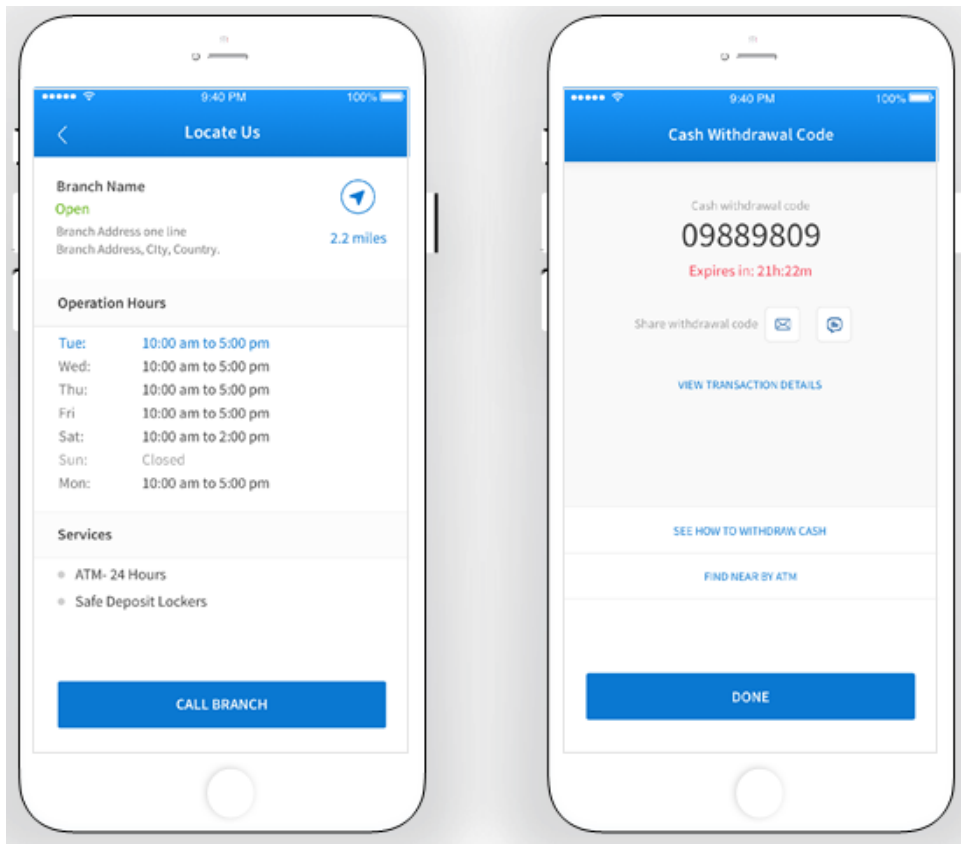 9:40 PM
100%
Locate Us
Branch Name
Open
Branch Address one line
Branch Address, CIty, Country.
2.2 miles
Operation Hours
Tue: 10:00 am to 5:00 pm
Wed: 10:00 am to 5:00 pm
Thu: 10:00 am to 5:00 pm
Fri 10:00 am to 5:00 pm
Sat: 10:00 am to 2:00 pm
Sun: Closed
Mon: 10:00 am to 5:00 pm
Services
ATM- 24 Hours
Safe Deposit Lockers
CALL BRANCH
9:40 PM
100%
Cash Withdrawal Code
Cash withdrawal code
09889809
Expires in: 21h:22m
Share withdrawal code
VIEW TRANSACTION DETAILS
SEE HOW TO WITHDRAW CASH
FIND NEAR BY ATM
DONE